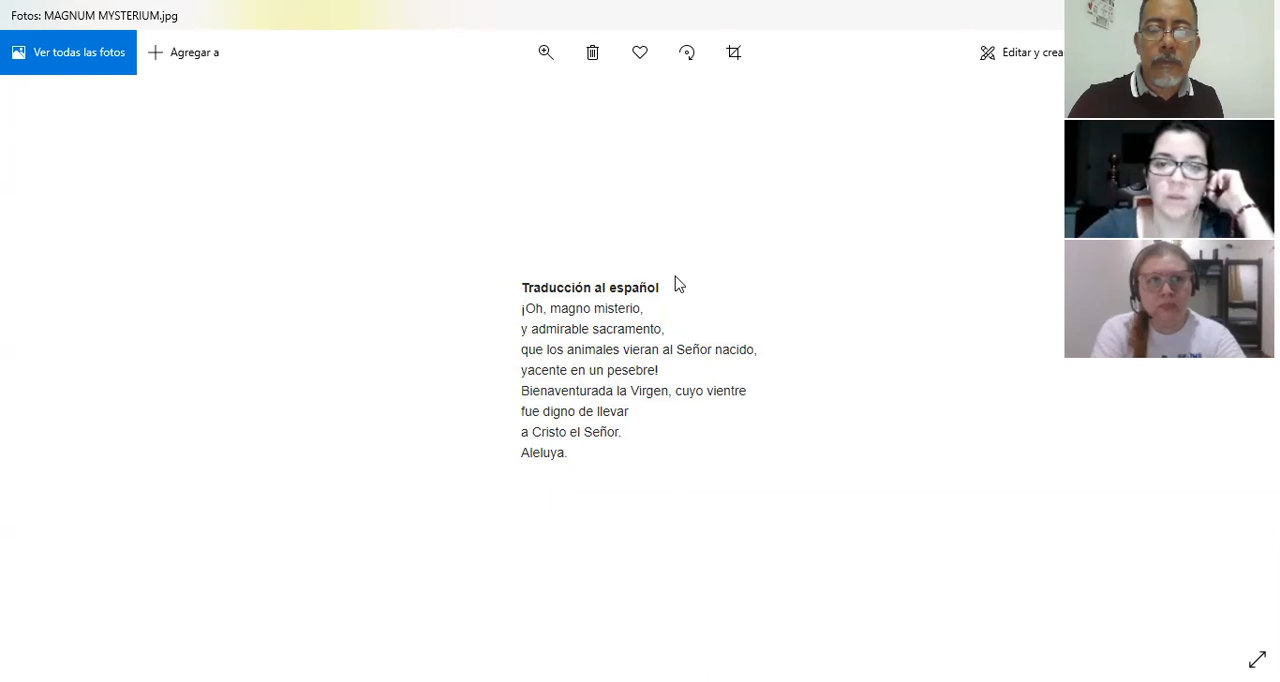 Fotos: MAGNUM MYSTERIUM.jpg
Ver todas las fotos
Agregar a
Editar y crea
Traducción al español
¡Oh, magno misterio,
y admirable sacramento,
que los animales vieran al Señor nacido,
yacente en un pesebre!
Bienaventurada la Virgen, cuyo vientre
fue digno de llevar
a Cristo el Señor.
Aleluya.